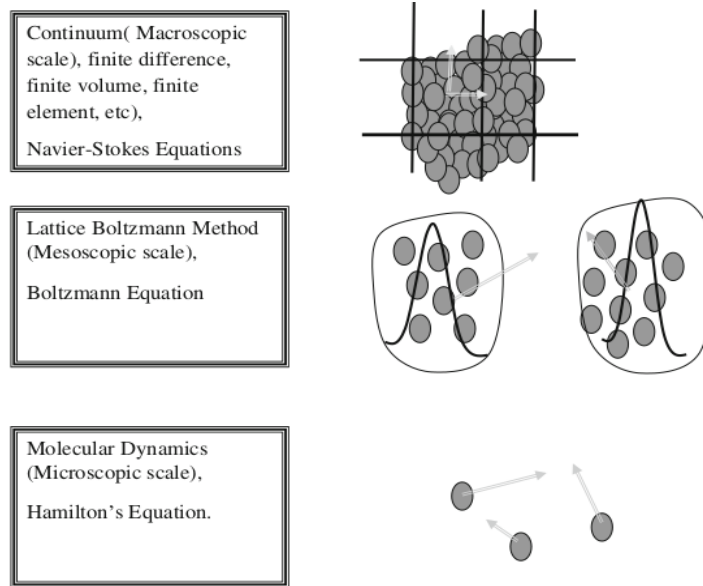 Continuum( Macroscopic
scale), finite difference,
finite volume, finite
element, etc),
Navier-Stokes Equations
Lattice Boltzmann Method
(Mesoscopic scale),
Boltzmann Equation
Molecular Dynamics
(Microscopic scale),
Hamilton's Equation.